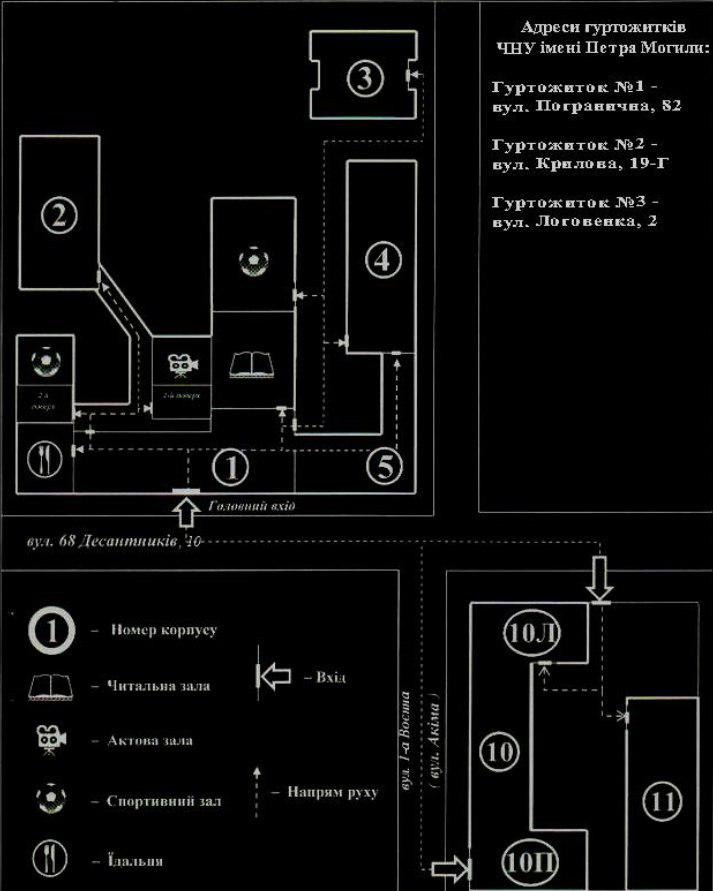 Адреси гуртожитків
ЧНУ імені Петра Могили:
Гуртожиток №1 -
вул. Погранична, 82
Гуртожиток №2 -
вул. Крилова, 19-Г
Гуртожиток №3 -
вул. Логовенка, 2
3
2
4
2-й
поверх
2-й поверх
1
5
Головний вхід
вул. 68 Десантників, 10
1 – Номер корпусу
– Читальна зала
– Вхід
– Актова зала
– Спортивний зал
– Напрям руху
– Їдальня
вул. 1-а Воєнна
( вул. Акіма )
10Л
10
11
10П